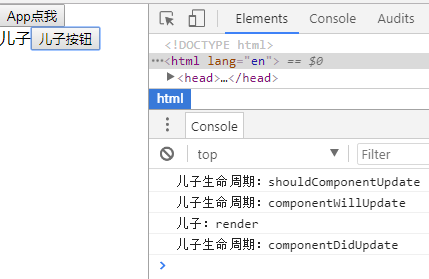 App点我
儿子 儿子按钮
Elements Console Audits
<!DOCTYPE html>
···<html lang="en"> == $0
▶<head>…</head>
html
Console
top ▼ Filter
儿子生命周期：shouldComponentUpdate
儿子生命周期：componentWillUpdate
儿子：render
儿子生命周期：componentDidUpdate
>